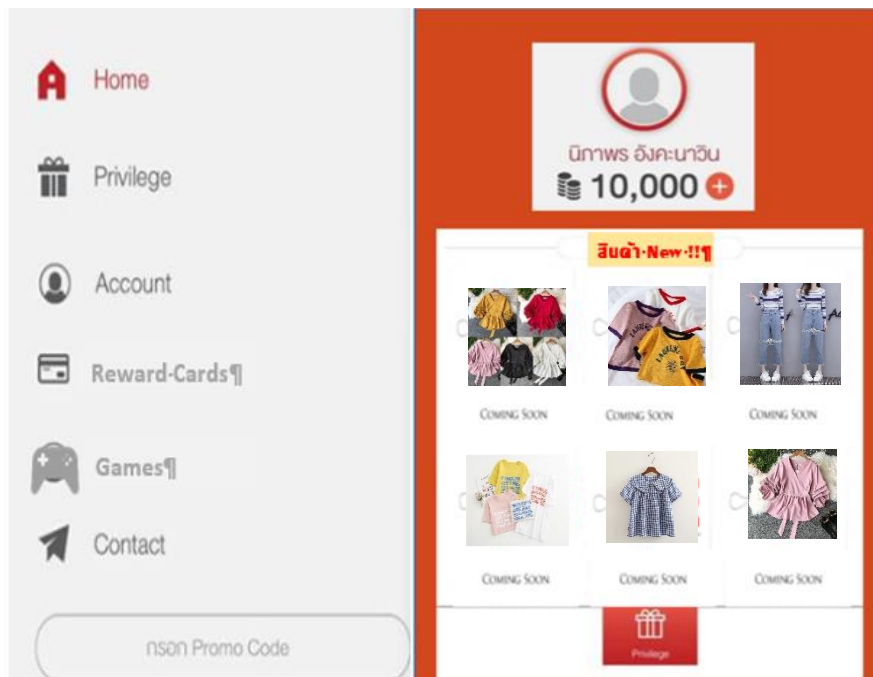 Home
Privilege
Account
Reward·Cards¶
Games¶
Contact
กรอก Promo Code
นิภาพร อังคะนาวิน
10,000
สินค้า·New·!!¶
COMING SOON
COMING SOON
COMING SOON
COMING SOON
COMING SOON
COMING SOON
Privilege